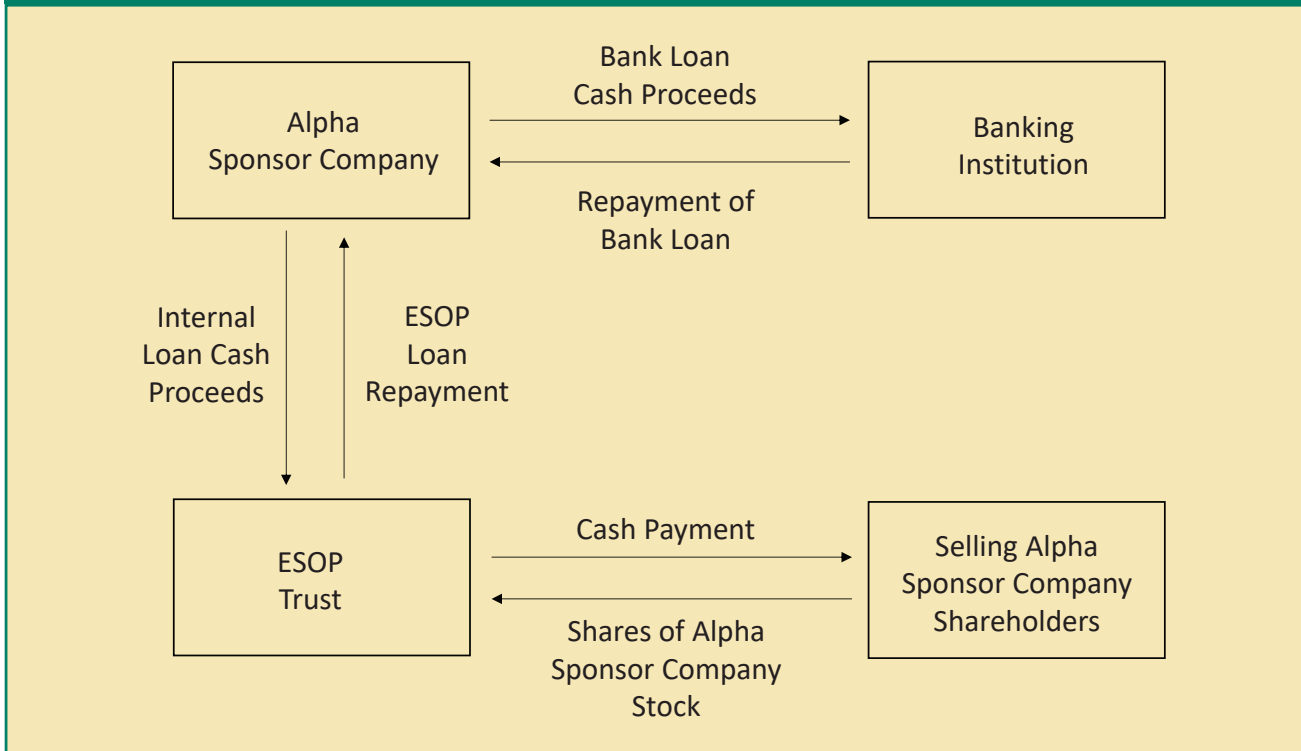 Bank Loan
Cash Proceeds
Alpha
Sponsor Company
Banking
Institution
Repayment of
Bank Loan
Internal
Loan Cash
Proceeds
ESOP
Loan
Repayment
ESOP
Trust
Cash Payment
Selling Alpha
Sponsor Company
Shareholders
Shares of Alpha
Sponsor Company
Stock